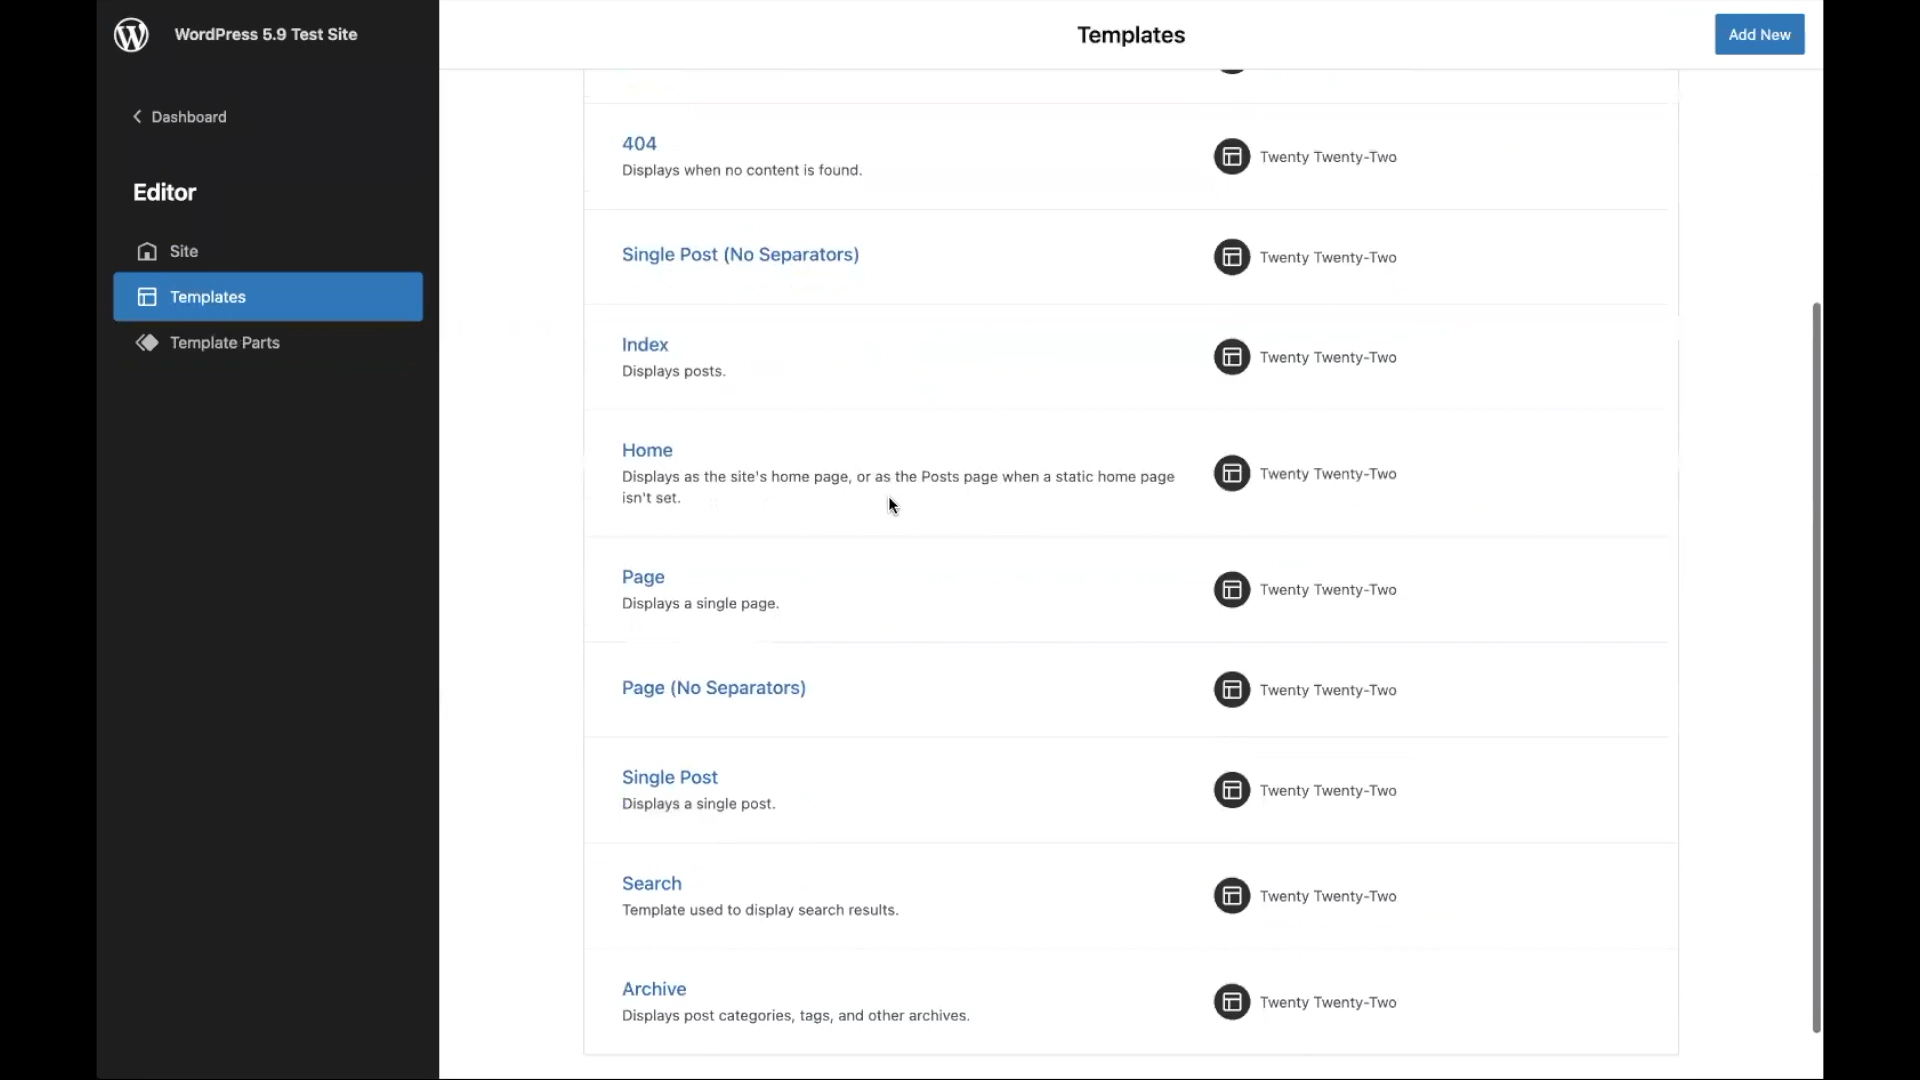 WordPress 5.9 Test Site
Templates
Add New
Dashboard
Editor
Site
Templates
Template Parts
404
Displays when no content is found.
Twenty Twenty-Two
Single Post (No Separators)
Twenty Twenty-Two
Index
Displays posts.
Twenty Twenty-Two
Home
Displays as the site's home page, or as the Posts page when a static home page
isn't set.
Twenty Twenty-Two
Page
Displays a single page.
Twenty Twenty-Two
Page (No Separators)
Twenty Twenty-Two
Single Post
Displays a single post.
Twenty Twenty-Two
Search
Template used to display search results.
Twenty Twenty-Two
Archive
Displays post categories, tags, and other archives.
Twenty Twenty-Two